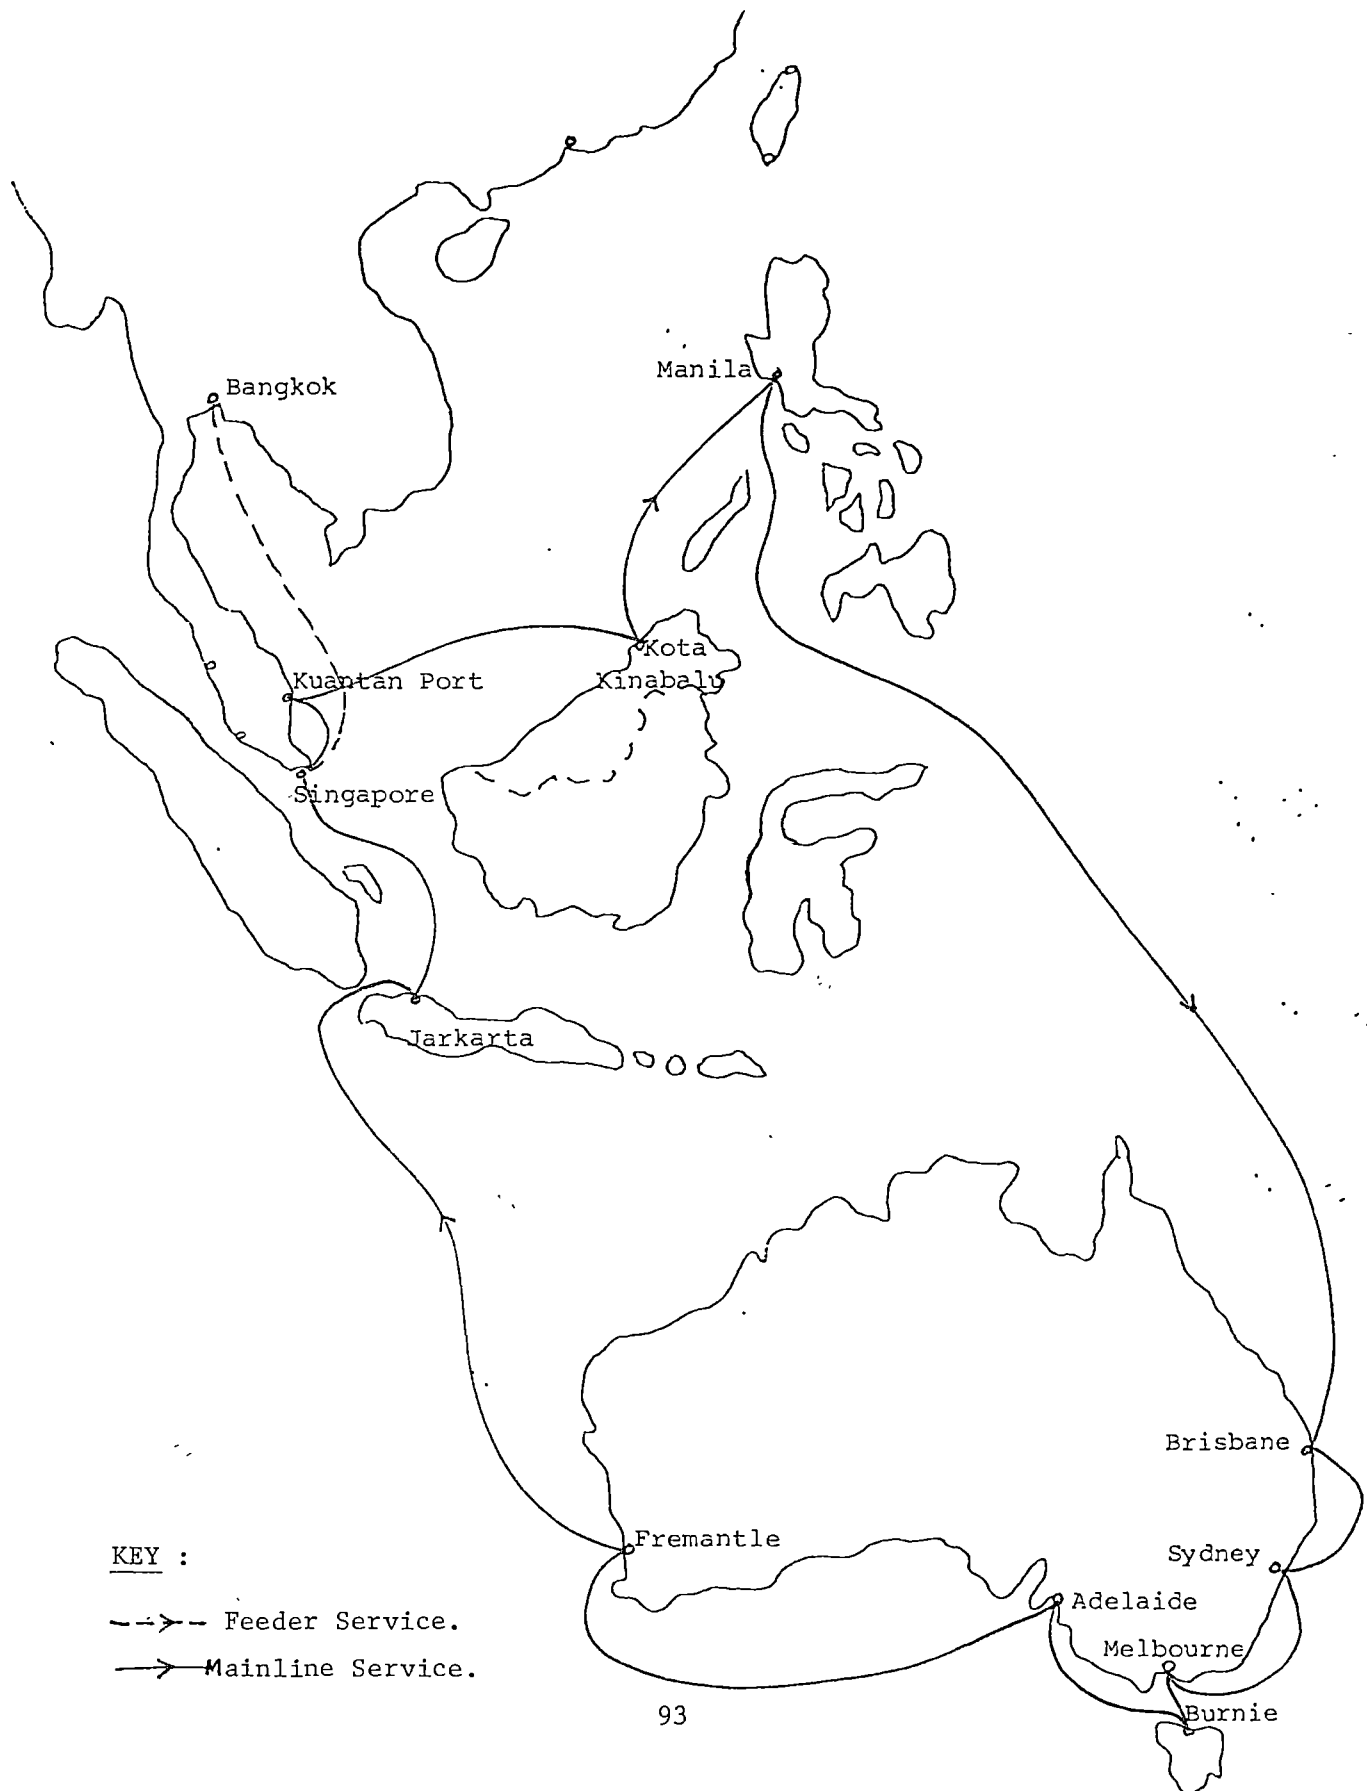 Manila
Bangkok
Kota
Kinabalu
Kuantan Port
Singapore
Jarkarta
Brisbane
Fremantle
Sydney
Adelaide
Melbourne
Burnie
KEY :
Feeder Service.
Mainline Service.
93